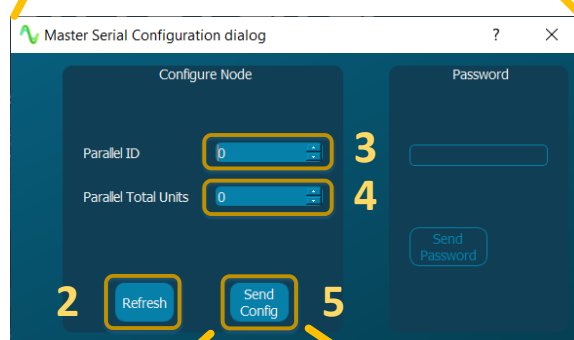 Master Serial Configuration dialog ? ×
Configure Node
Password
Parallel ID 0 3
Parallel Total Units 0 4
Send
Password
2 Refresh
Send
Config 5